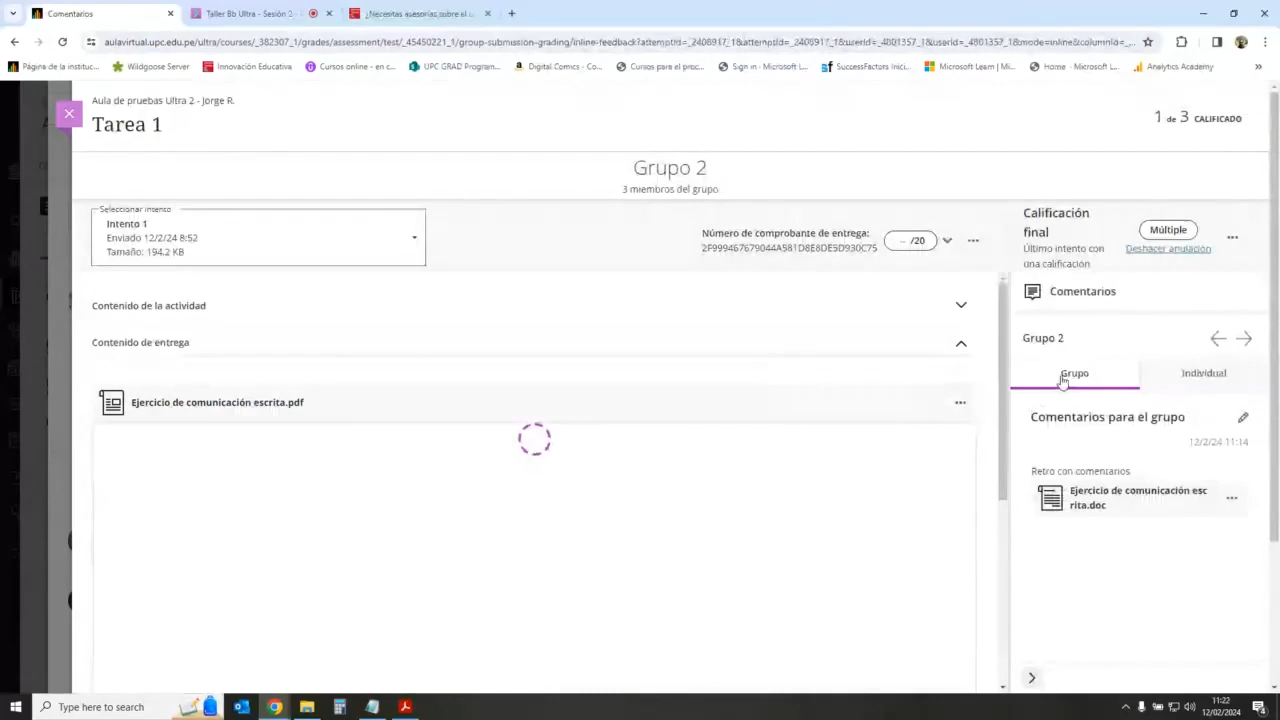 Comentarios
Taller Bb Ultra - Sesión 2 -
¿Necesitas asesorías sobre el u
aulavirtual.upc.edu.pe/ultra/courses/_382307_1/grades/assessment/test/_45450221_1/group-submission-grading/inline-feedback?attemptId=
Página de la instituc...
Wildgoose Server
Innovación Educativa
Cursos online - en c...
UPC GRAD Program...
Digital Comics - Co...
Cursos para el proc...
Sign in - Microsoft L...
SuccessFactors Inici...
Microsoft Learn | Mi...
Home - Microsoft L...
Analytics Academy
Aula de pruebas Ultra 2 - Jorge R.
Tarea 1
1 de 3 CALIFICADO
Grupo 2
3 miembros del grupo
Seleccionar intento
Intento 1
Enviado 12/2/24 8:52
Tamaño: 194.2 KB
Número de comprobante de entrega:
2F999467679044A581D8E8DE5D930C75
-- /20
Calificación
final
Último intento con
una calificación
Múltiple
Deshacer anulación
Contenido de la actividad
Comentarios
Contenido de entrega
Grupo 2
Grupo
Individual
Ejercicio de comunicación escrita.pdf
Comentarios para el grupo
12/2/24 11:14
Retro con comentarios
Ejercicio de comunicación esc
rita.doc
Type here to search
11:22
12/02/2024